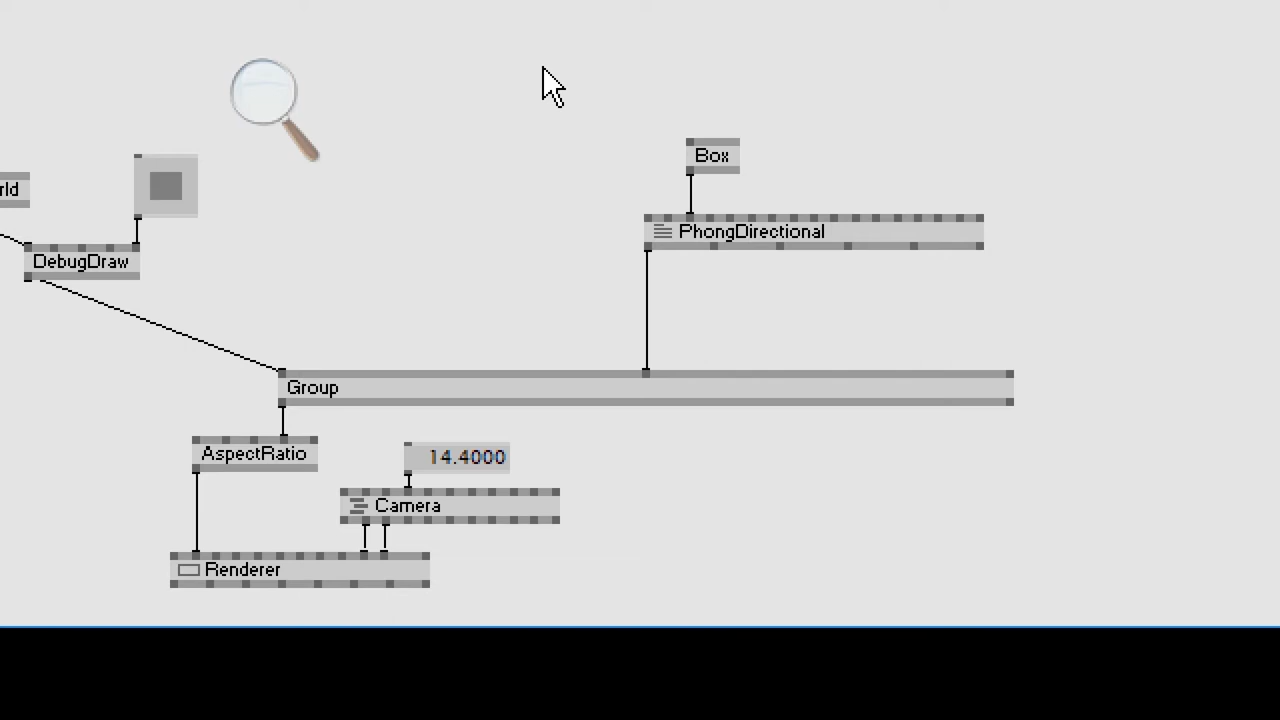 Box
rld
PhongDirectional
DebugDraw
Group
AspectRatio
14.4000
Camera
Renderer